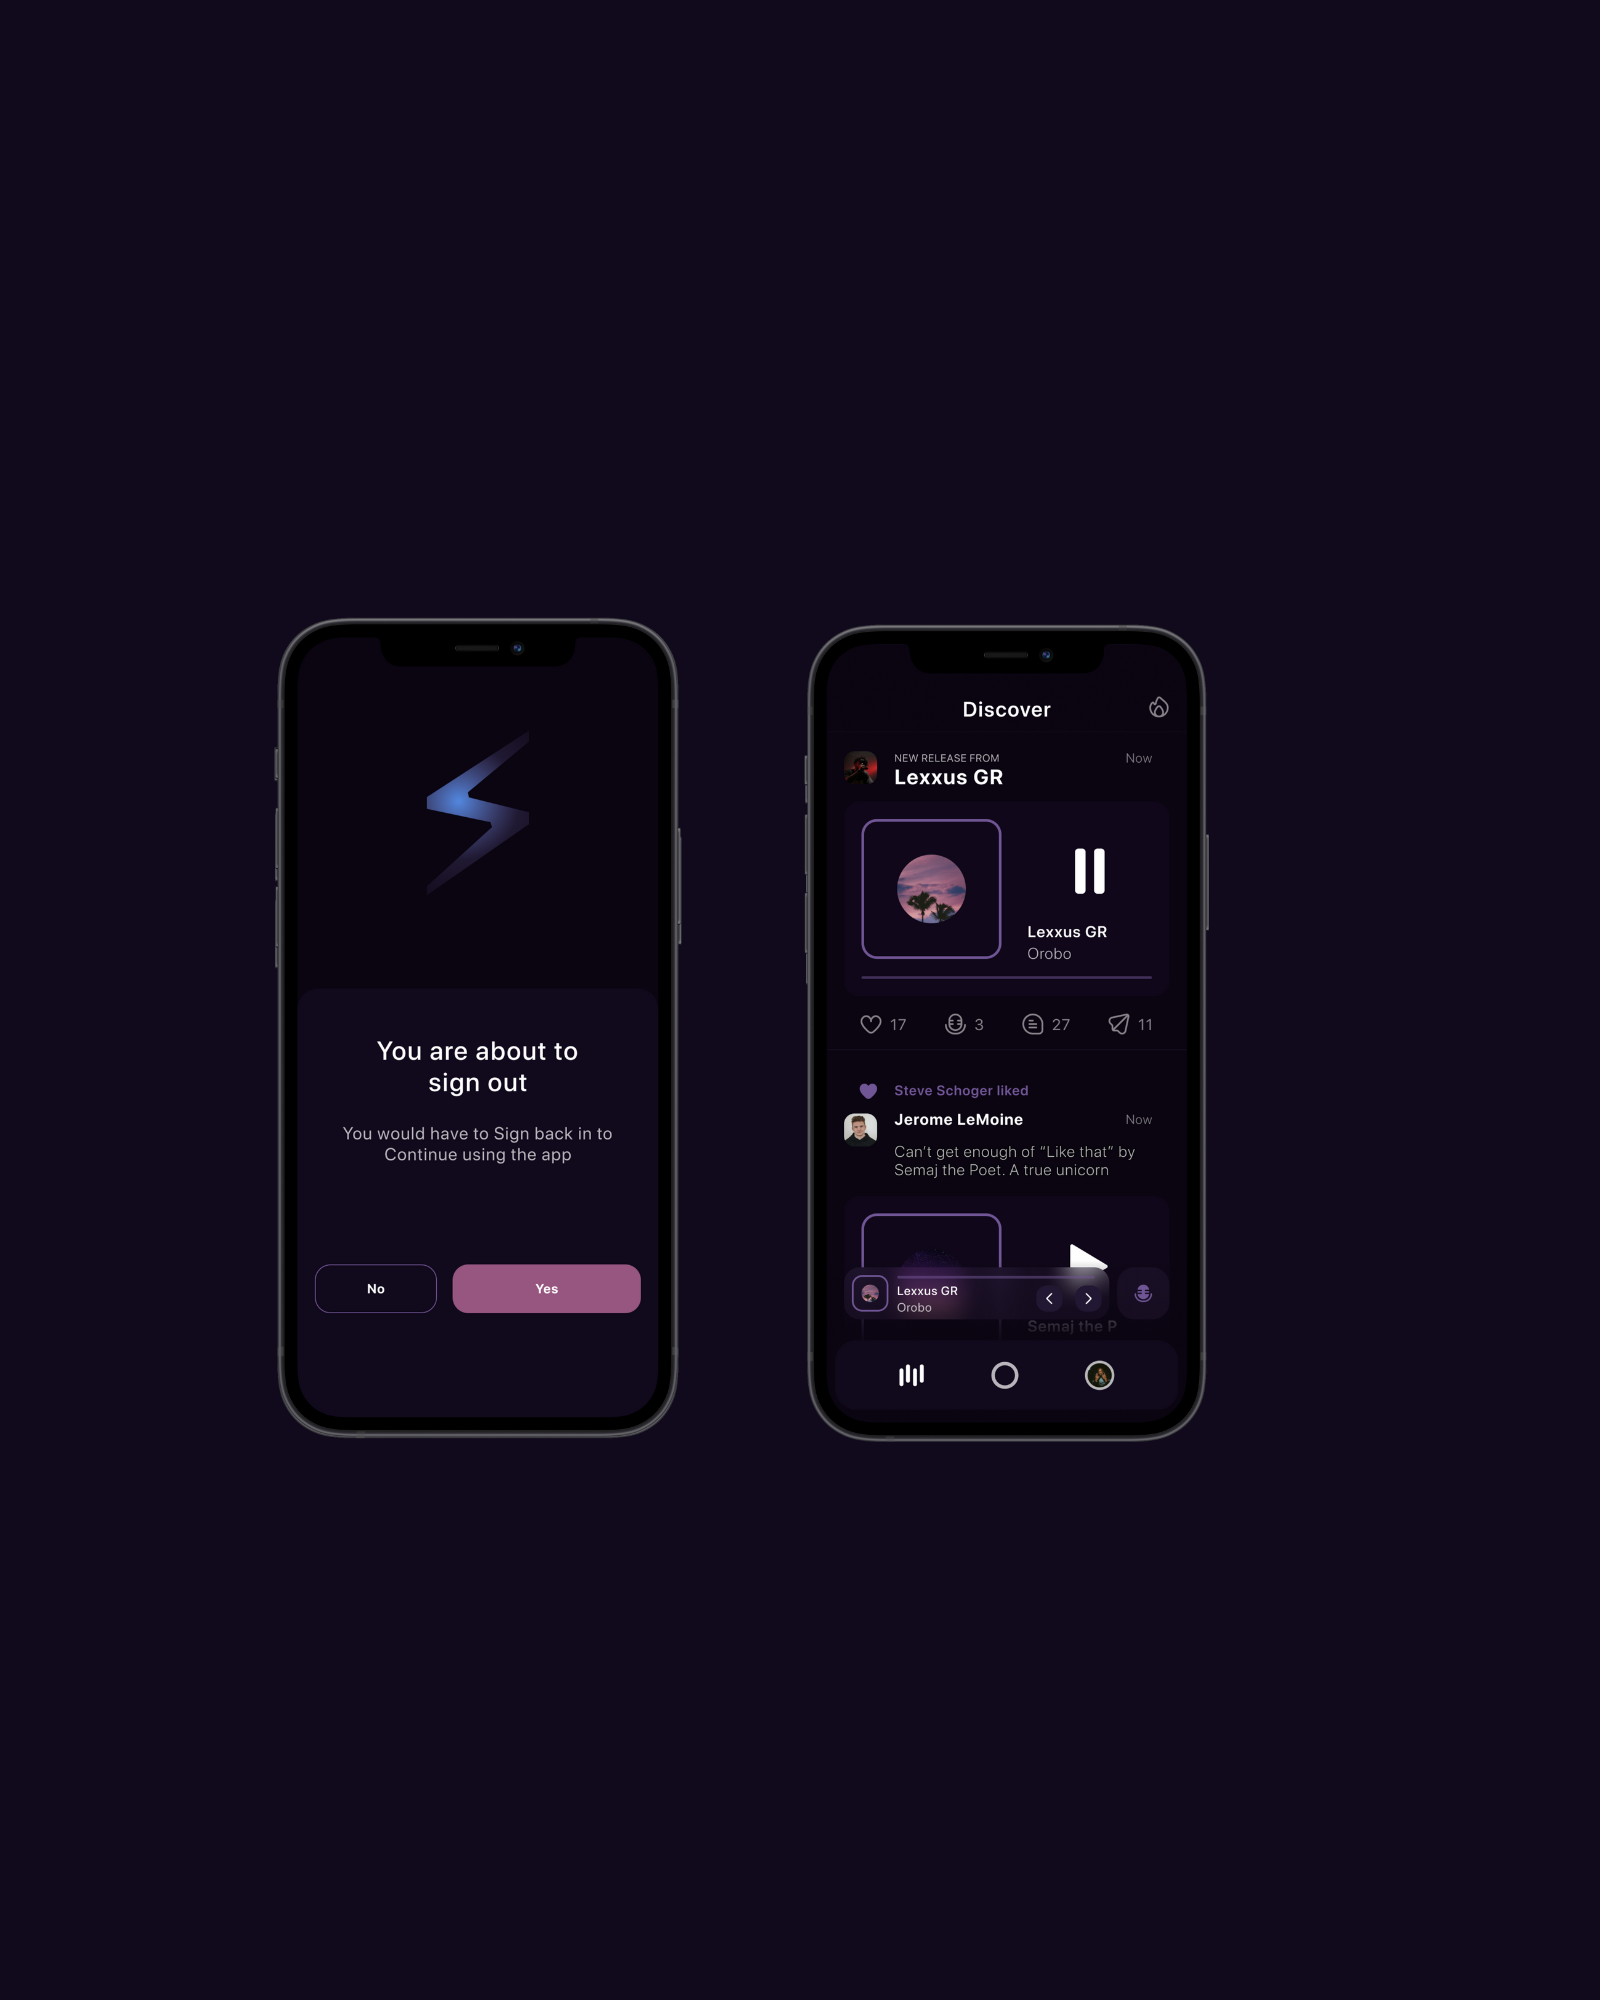 You are about to
sign out
You would have to Sign back in to
Continue using the app
No
Yes
Discover
NEW RELEASE FROM
Lexxus GR
Now
Lexxus GR
Orobo
17
3
27
11
Steve Schoger liked
Jerome LeMoine
Now
Can't get enough of “Like that” by
Semaj the Poet. A true unicorn
Lexxus GR
Orobo
Semaj the P